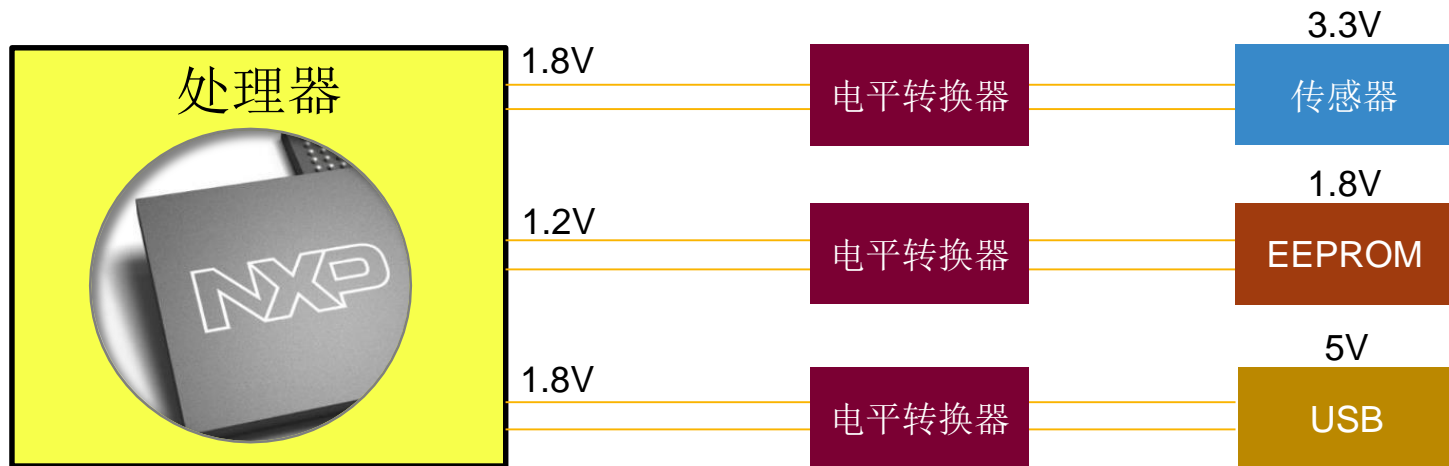 处理器
NXP
1.8V
电平转换器
3.3V
传感器
1.2V
电平转换器
1.8V
EEPROM
1.8V
电平转换器
5V
USB